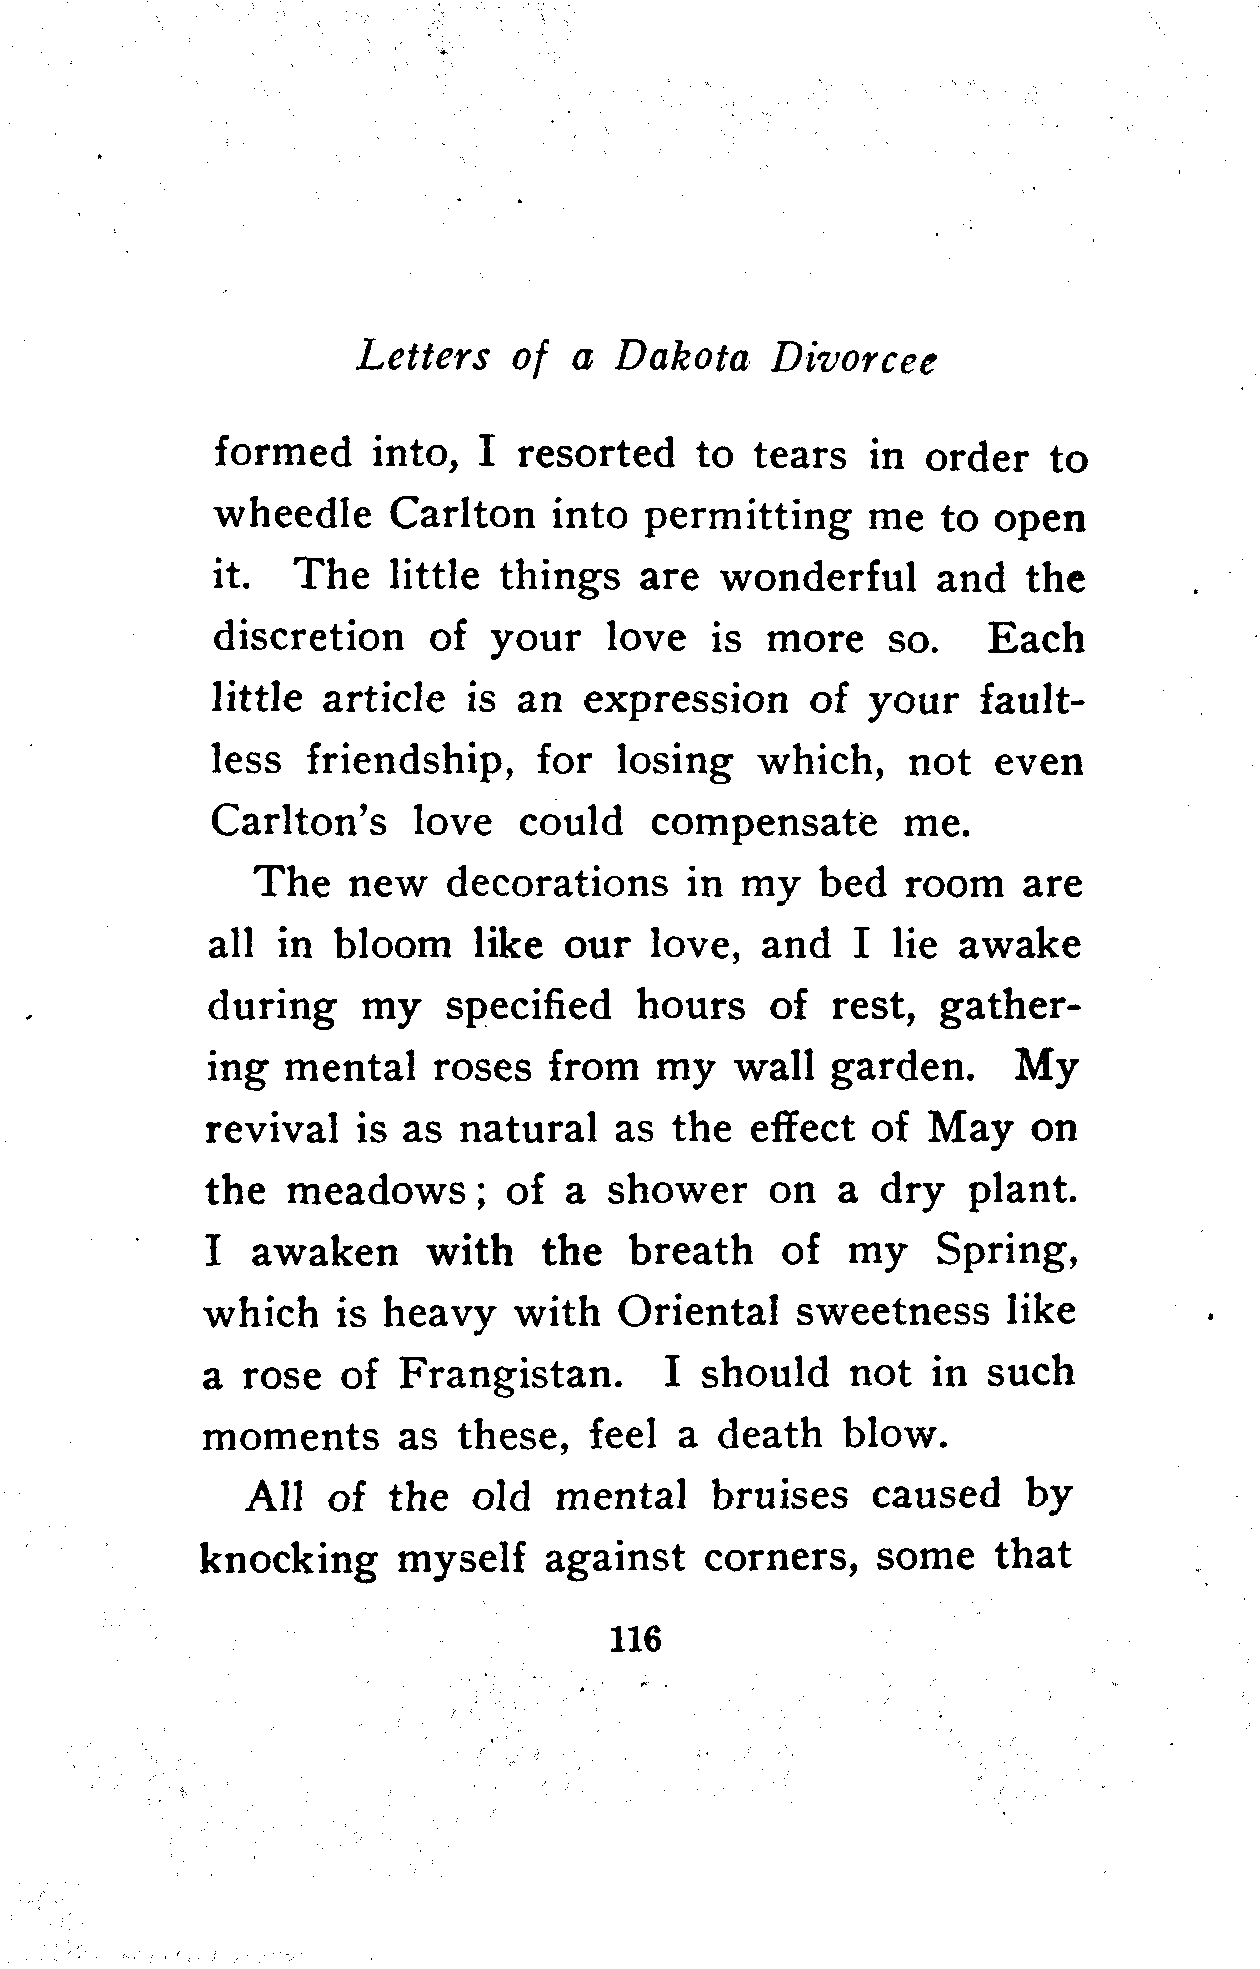 Letters of a Dakota Divorcee
formed into, I resorted to tears in order to
wheedle Carlton into permitting me to open
it. The little things are wonderful and the
discretion of your love is more so. Each
little article is an expression of your fault-
less friendship, for losing which, not even
Carlton's love could compensate me.
The new decorations in my bed room are
all in bloom like our love, and I lie awake
during my specified hours of rest, gather-
ing mental roses from my wall garden. My
revival is as natural as the effect of May on
the meadows; of a shower on a dry plant.
I awaken with the breath of my Spring,
which is heavy with Oriental sweetness like
a rose of Frangistan. I should not in such
moments as these, feel a death blow.
All of the old mental bruises caused by
knocking myself against corners, some that
116